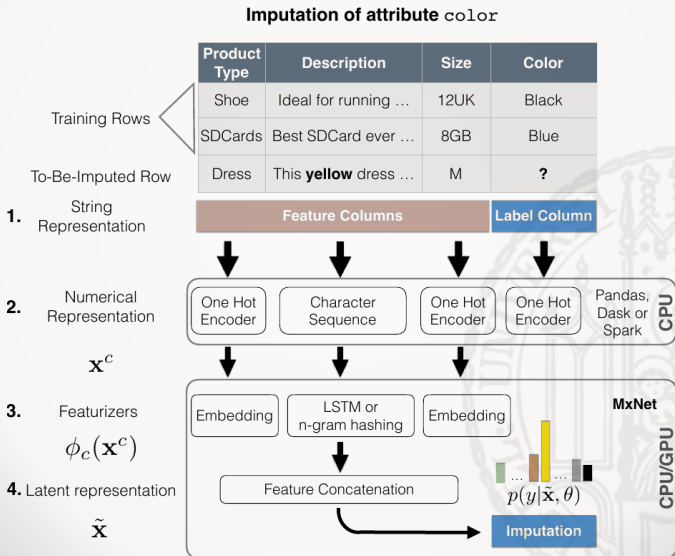 Imputation of attribute color
Product Type Description Size Color
Training Rows
Shoe Ideal for running … 12UK Black
SDCards Best SDCard ever … 8GB Blue
To-Be-Imputed Row Dress This yellow dress … M ?
1. String Representation Feature Columns Label Column
2. Numerical Representation
One Hot Encoder
Character Sequence
One Hot Encoder
One Hot Encoder
Pandas, Dask or Spark
CPU
x^c
3. Featurizers
Embedding
LSTM or n-gram hashing
Embedding
MxNet
ϕ_c(x^c)
CPU/GPU
... ...
4. Latent representation Feature Concatenation p(y|x̃, θ)
x̃
Imputation